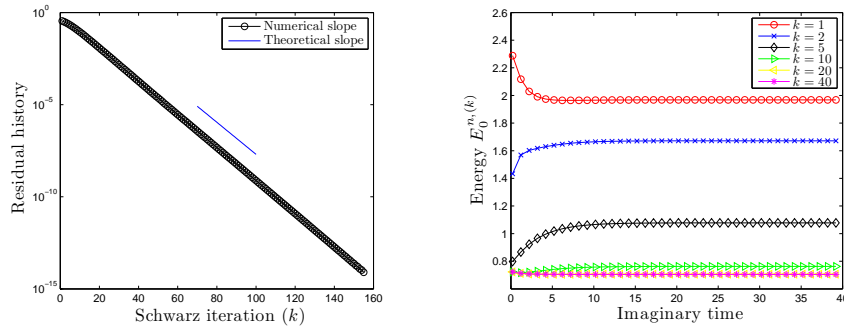 Residual history
10^0
10^−5
10^−10
10^−15
0 20 40 60 80 100 120 140 160
Schwarz iteration (k)
Numerical slope
Theoretical slope
Energy E_0^{n,(k)}
2.6
2.4
2.2
2
1.8
1.6
1.4
1.2
1
0.8
0 5 10 15 20 25 30 35 40
Imaginary time
k = 1
k = 2
k = 5
k = 10
k = 20
k = 40